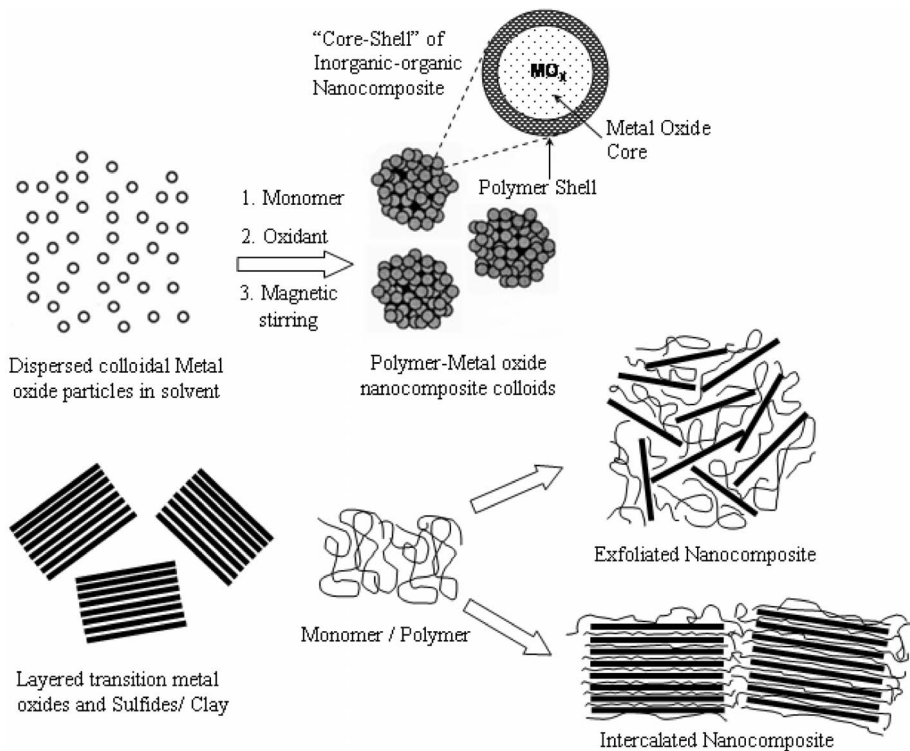 “Core-Shell” of
Inorganic-organic
Nanocomposite
MOx
Metal Oxide
Core
Polymer Shell
1. Monomer
2. Oxidant
3. Magnetic
stirring
Dispersed colloidal Metal
oxide particles in solvent
Polymer-Metal oxide
nanocomposite colloids
Exfoliated Nanocomposite
Monomer / Polymer
Layered transition metal
oxides and Sulfides/ Clay
Intercalated Nanocomposite